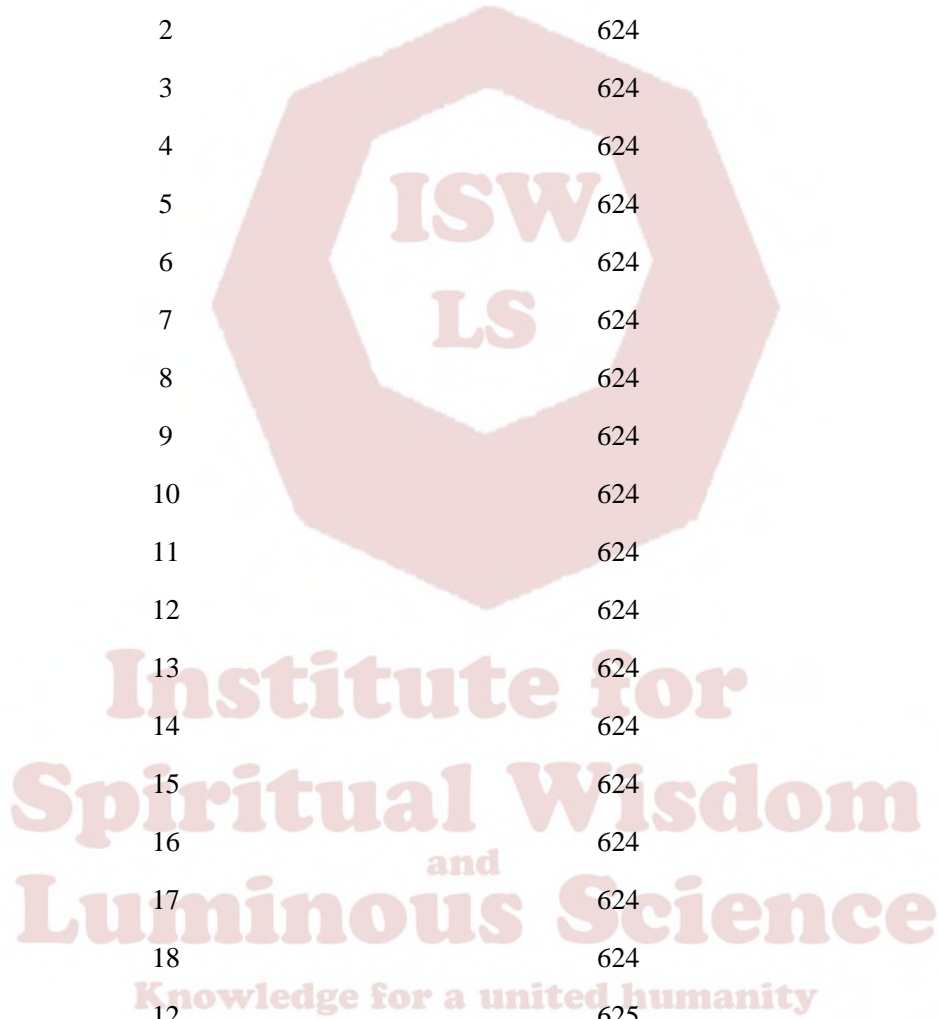 2 624
3 624
4 624
ISW
5 624
6 624
LS
7 624
8 624
9 624
10 624
11 624
12 624
Institute for
13 624
14 624
Spiritual Wisdom
15 624
16 624
and
Luminous Science
17 624
18 624
Knowledge for a united humanity
12 625